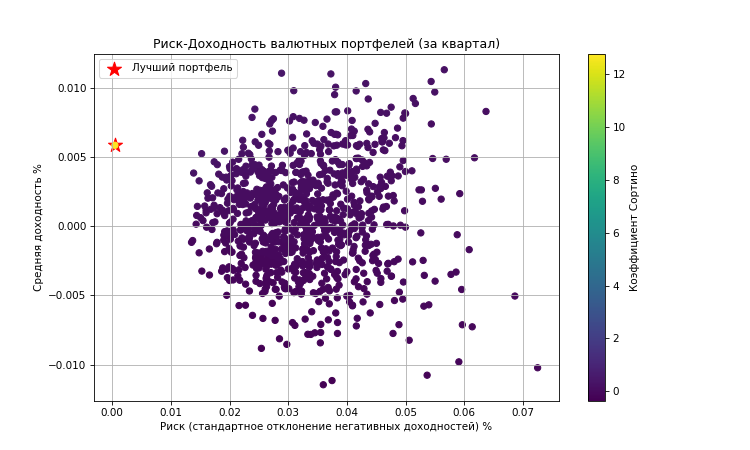 Риск-Доходность валютных портфелей (за квартал)
Лучший портфель
0.010
0.005
0.000
−0.005
−0.010
Средняя доходность %
0.00 0.01 0.02 0.03 0.04 0.05 0.06 0.07
Риск (стандартное отклонение негативных доходностей) %
12
10
8
6
4
2
0
Коэффициент Сортино